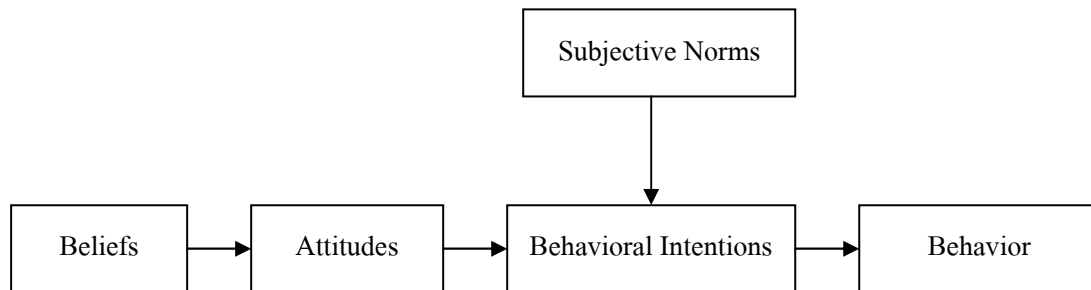 Subjective Norms
Beliefs
Attitudes
Behavioral Intentions
Behavior